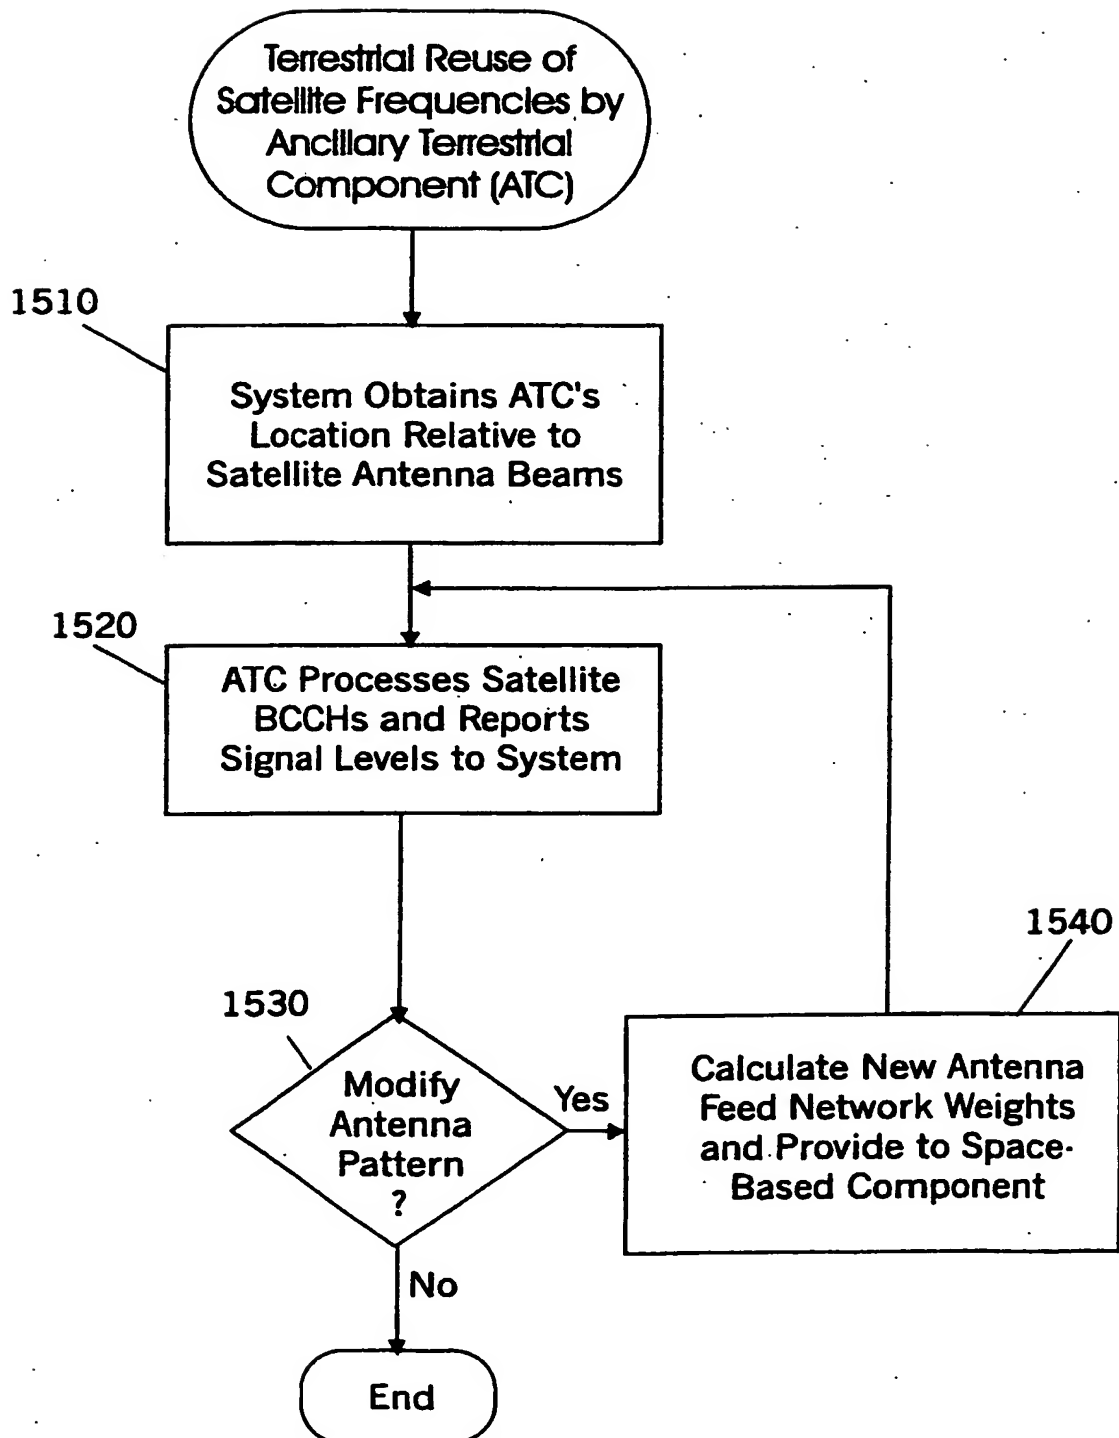 Terrestrial Reuse of
Satellite Frequencies by
Ancillary Terrestrial
Component (ATC)
1510
System Obtains ATC's
Location Relative to
Satellite Antenna Beams
1520
ATC Processes Satellite
BCCHs and Reports
Signal Levels to System
1530
Modify
Antenna
Pattern
?
Yes
1540
Calculate New Antenna
Feed Network Weights
and Provide to Space-
Based Component
No
End